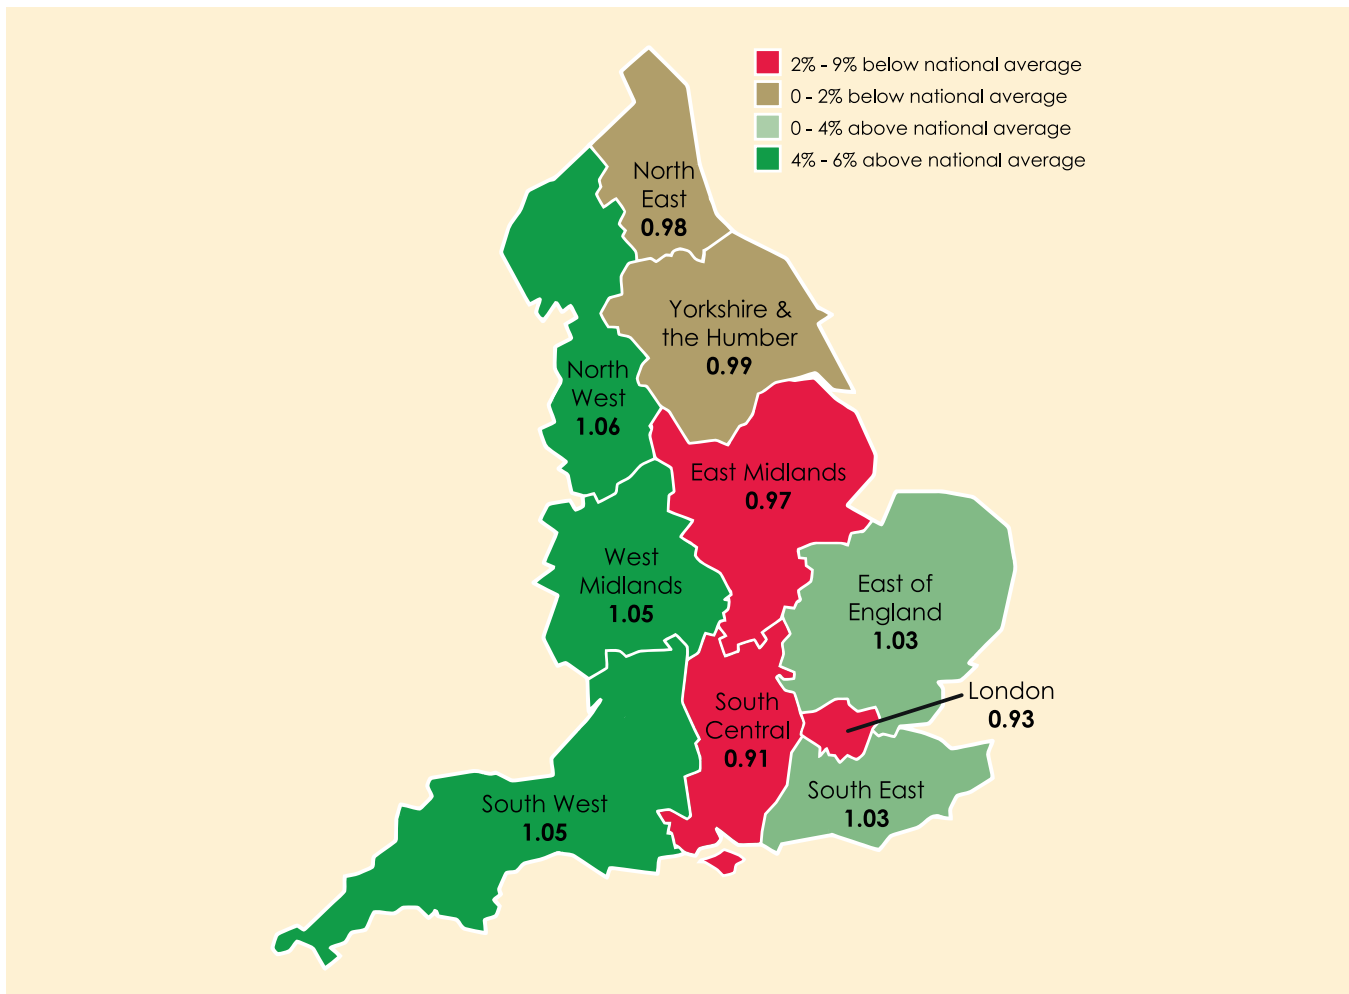 2% - 9% below national average
0 - 2% below national average
0 - 4% above national average
4% - 6% above national average
North
East
0.98
Yorkshire &
the Humber
0.99
North
West
1.06
East Midlands
0.97
West
Midlands
1.05
East of
England
1.03
London
0.93
South
Central
0.91
South East
1.03
South West
1.05